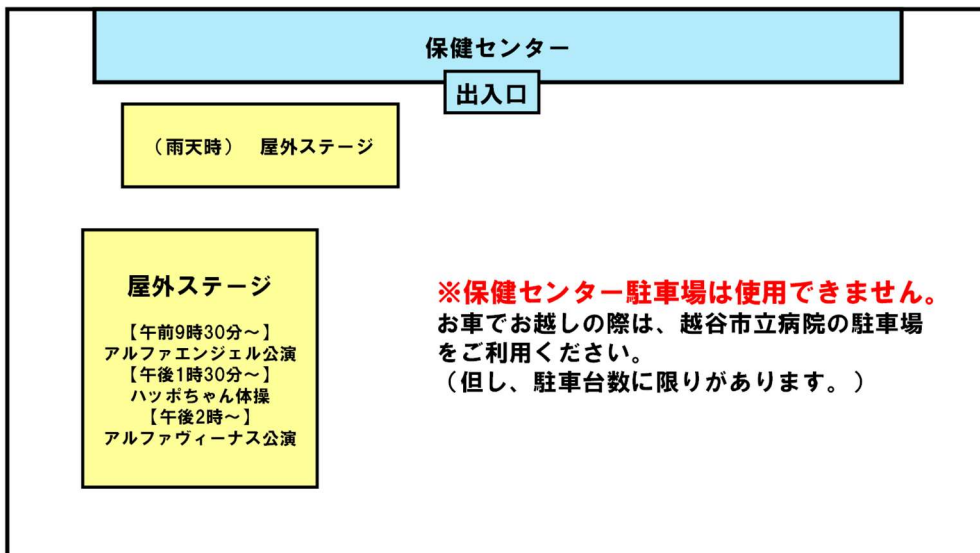 保健センター
出入口
（雨天時）　屋外ステージ
屋外ステージ
【午前9時30分～】
アルファエンジェル公演
【午後1時30分～】
ハッポちゃん体操
【午後2時～】
アルファヴィーナス公演
※保健センター駐車場は使用できません。
お車でお越しの際は、越谷市立病院の駐車場
をご利用ください。
（但し、駐車台数に限りがあります。）